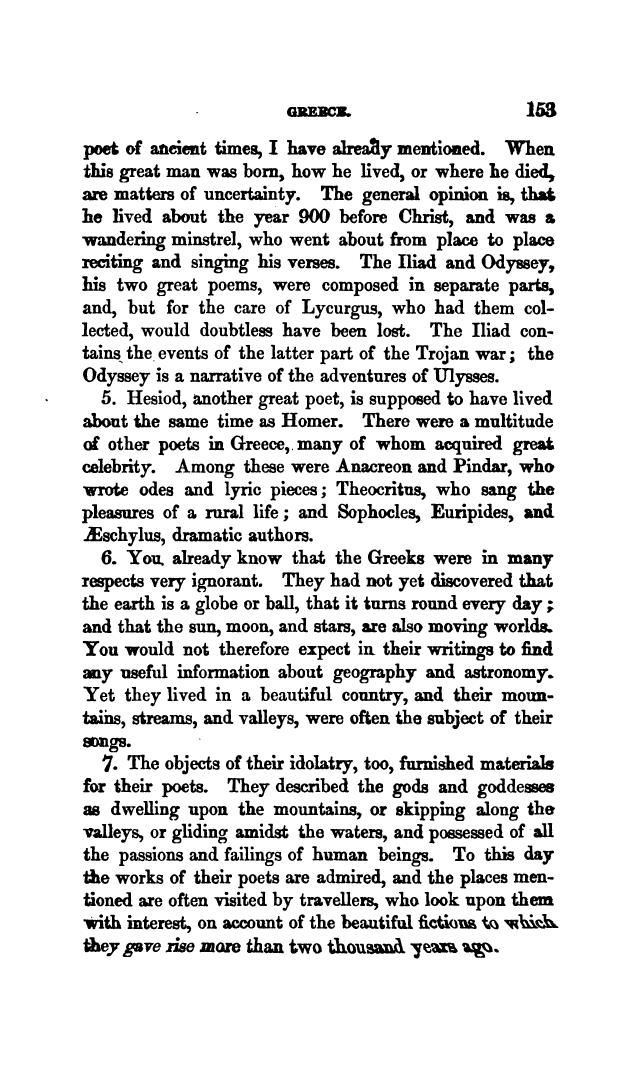 GREECE. 153
poet of ancient times, I have already mentioned. When
this great man was born, how he lived, or where he died,
are matters of uncertainty. The general opinion is, that
he lived about the year 900 before Christ, and was a
wandering minstrel, who went about from place to place
reciting and singing his verses. The Iliad and Odyssey,
his two great poems, were composed in separate parts,
and, but for the care of Lycurgus, who had them col-
lected, would doubtless have been lost. The Iliad con-
tains the events of the latter part of the Trojan war; the
Odyssey is a narrative of the adventures of Ulysses.
5. Hesiod, another great poet, is supposed to have lived
about the same time as Homer. There were a multitude
of other poets in Greece, many of whom acquired great
celebrity. Among these were Anacreon and Pindar, who
wrote odes and lyric pieces; Theocritus, who sang the
pleasures of a rural life; and Sophocles, Euripides, and
Æschylus, dramatic authors.
6. You already know that the Greeks were in many
respects very ignorant. They had not yet discovered that
the earth is a globe or ball, that it turns round every day;
and that the sun, moon, and stars, are also moving worlds.
You would not therefore expect in their writings to find
any useful information about geography and astronomy.
Yet they lived in a beautiful country, and their moun-
tains, streams, and valleys, were often the subject of their
songs.
7. The objects of their idolatry, too, furnished materials
for their poets. They described the gods and goddesses
as dwelling upon the mountains, or skipping along the
valleys, or gliding amidst the waters, and possessed of all
the passions and failings of human beings. To this day
the works of their poets are admired, and the places men-
tioned are often visited by travellers, who look upon them
with interest, on account of the beautiful fictions to which
they gave rise more than two thousand years ago.